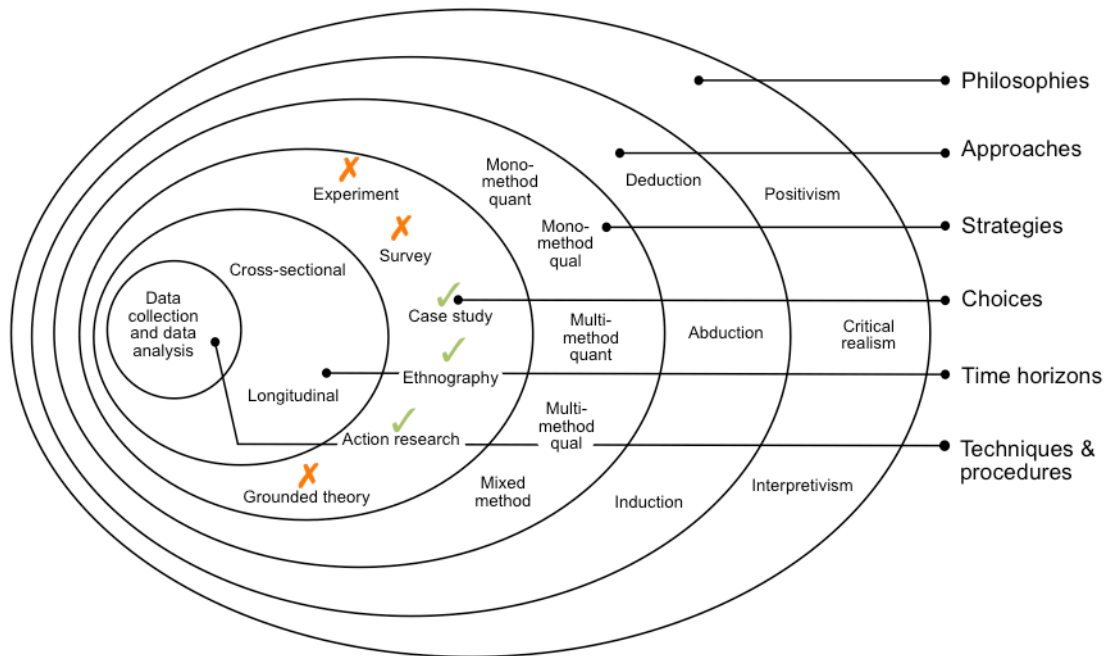 Philosophies
Approaches
Strategies
Choices
Time horizons
Techniques &
procedures
Positivism
Critical
realism
Interpretivism
Deduction
Abduction
Induction
Mono-
method
quant
Mono-
method
qual
Multi-
method
quant
Multi-
method
qual
Mixed
method
Experiment
Survey
Case study
Ethnography
Action research
Grounded theory
Cross-sectional
Longitudinal
Data
collection
and data
analysis